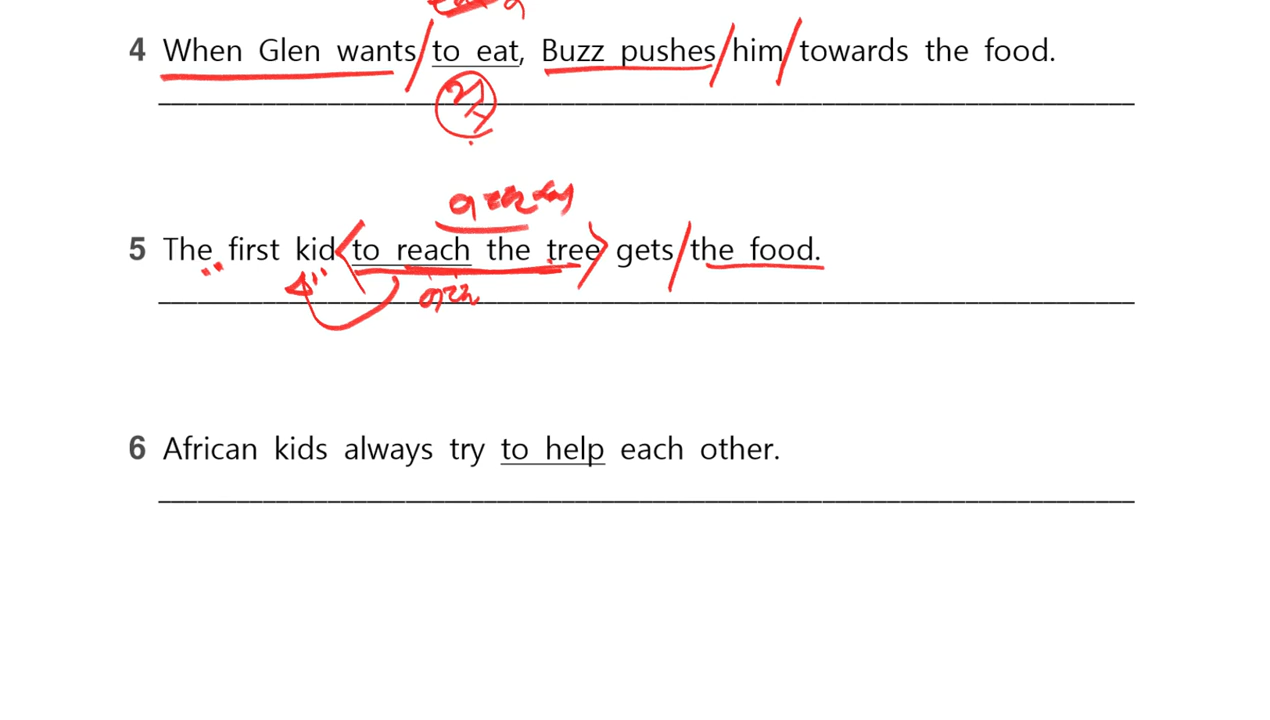 4 When Glen wants to eat, Buzz pushes him towards the food.
5 The first kid to reach the tree gets the food.
6 African kids always try to help each other.